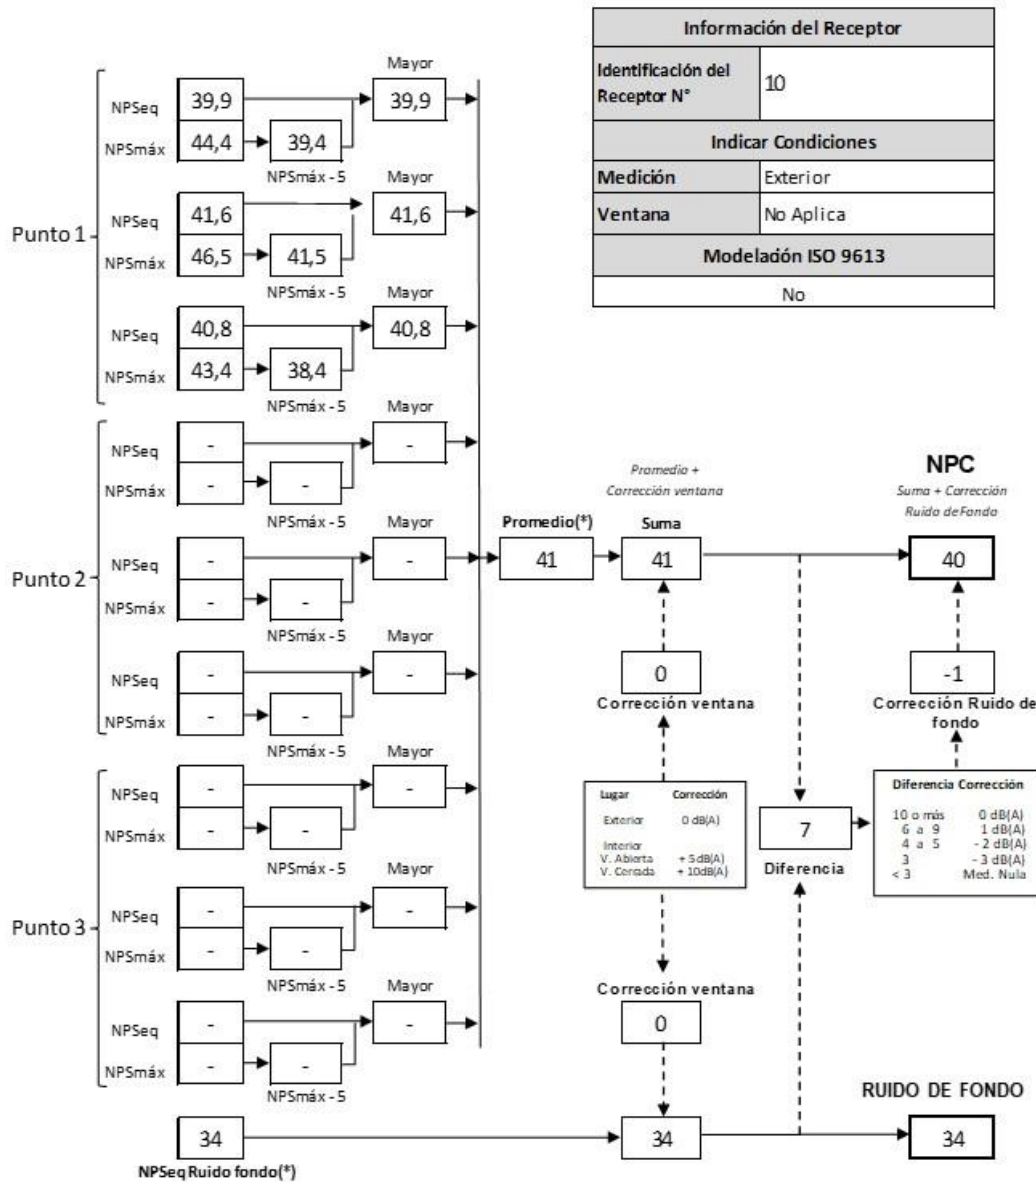 Información del Receptor
Identificación del
Receptor N°
10
Indicar Condiciones
Medición
Exterior
Ventana
No Aplica
Modelación ISO 9613
No
Punto 1
Mayor
NPSeq
39,9
39,9
NPSmáx
44,4
39,4
NPSmáx - 5
Mayor
NPSeq
41,6
41,6
NPSmáx
46,5
41,5
NPSmáx - 5
Mayor
NPSeq
40,8
40,8
NPSmáx
43,4
38,4
NPSmáx - 5
Punto 2
Mayor
NPSeq
-
-
NPSmáx
-
-
NPSmáx - 5
Mayor
NPSeq
-
-
NPSmáx
-
-
NPSmáx - 5
Mayor
NPSeq
-
-
NPSmáx
-
-
NPSmáx - 5
Punto 3
Mayor
NPSeq
-
-
NPSmáx
-
-
NPSmáx - 5
Mayor
NPSeq
-
-
NPSmáx
-
-
NPSmáx - 5
Mayor
NPSeq
-
-
NPSmáx
-
-
NPSmáx - 5
Promedio(*)
41
Promedio +
Corrección ventana
Suma
41
NPC
Suma + Corrección
Ruido de Fondo
40
0
Corrección ventana
-1
Corrección Ruido de
fondo
Lugar Corrección
Exterior 0 dB(A)
Interior
V. Abierta + 5dB(A)
V. Cerrada + 10dB(A)
7
Diferencia
Diferencia Corrección
10 o más 0 dB(A)
6 a 9 1 dB(A)
4 a 5 - 2 dB(A)
3 - 3 dB(A)
< 3 Med. Nula
Corrección ventana
0
RUIDO DE FONDO
34
34
34
NPSeq Ruido fondo(*)